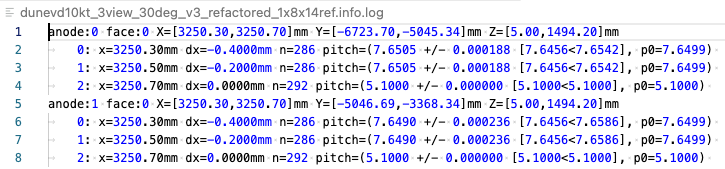 dunevd10kt_3view_30deg_v3_refactored_1x8x14ref.info.log
1 anode:0 face:0 X=[3250.30,3250.70]mm Y=[-6723.70,-5045.34]mm Z=[5.00,1494.20]mm
2 0: x=3250.30mm dx=-0.4000mm n=286 pitch=(7.6505 +/- 0.000188 [7.6456<7.6542], p0=7.6499)
3 1: x=3250.50mm dx=-0.2000mm n=286 pitch=(7.6505 +/- 0.000188 [7.6456<7.6542], p0=7.6499)
4 2: x=3250.70mm dx=0.0000mm n=292 pitch=(5.1000 +/- 0.000000 [5.1000<5.1000], p0=5.1000)
5 anode:1 face:0 X=[3250.30,3250.70]mm Y=[-5046.69,-3368.34]mm Z=[5.00,1494.20]mm
6 0: x=3250.30mm dx=-0.4000mm n=286 pitch=(7.6490 +/- 0.000236 [7.6456<7.6586], p0=7.6499)
7 1: x=3250.50mm dx=-0.2000mm n=286 pitch=(7.6490 +/- 0.000236 [7.6456<7.6586], p0=7.6499)
8 2: x=3250.70mm dx=0.0000mm n=292 pitch=(5.1000 +/- 0.000000 [5.1000<5.1000], p0=5.1000)